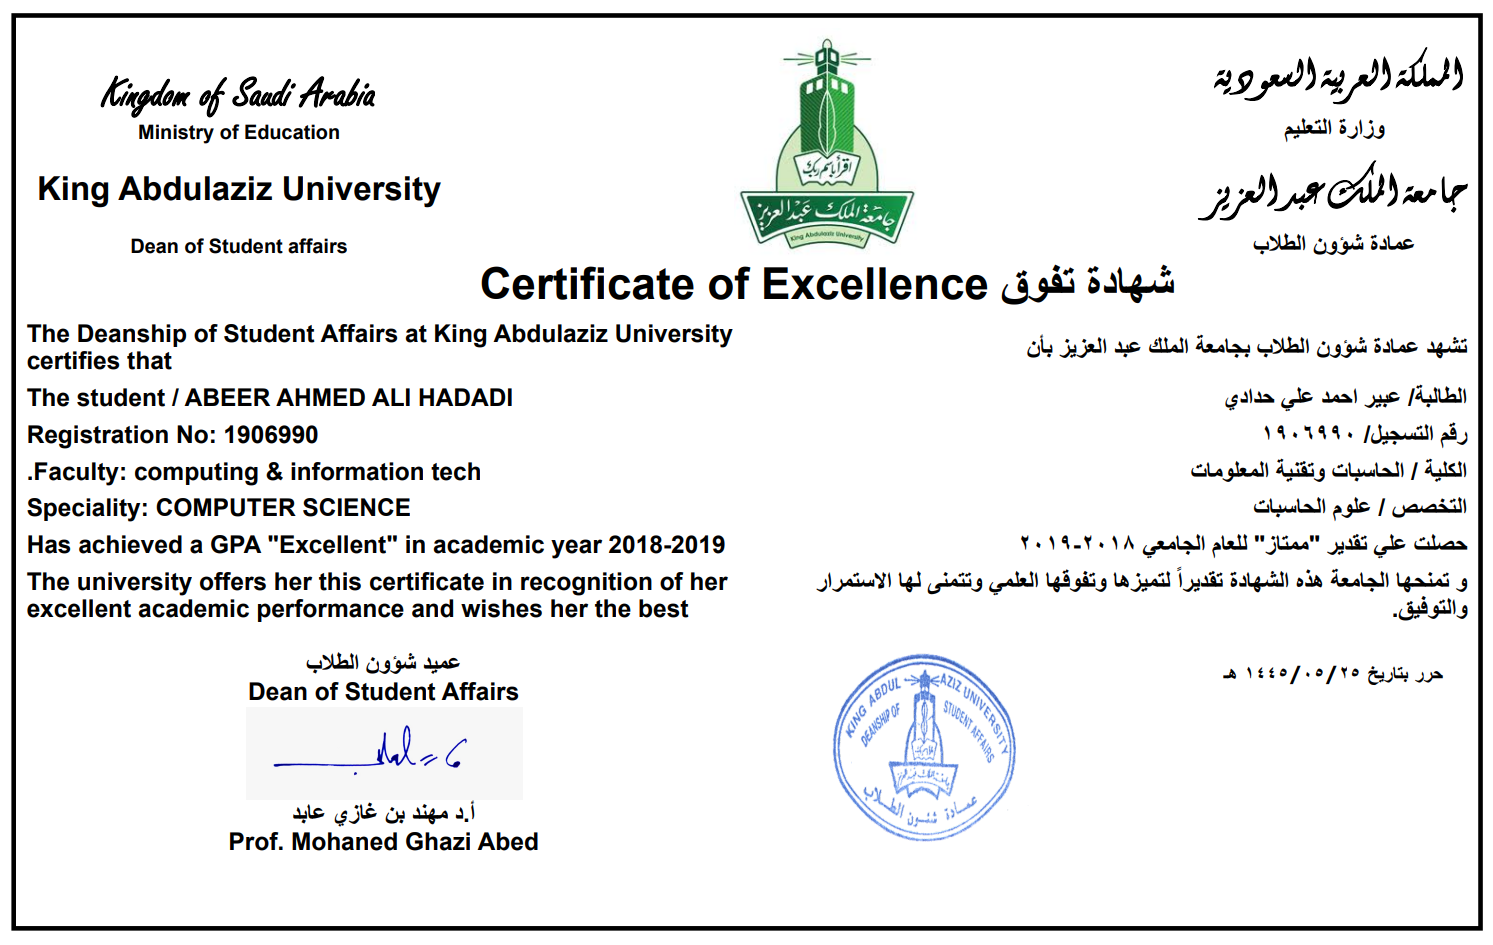 Kingdom of Saudi Arabia
Ministry of Education
King Abdulaziz University
Dean of Student affairs
اقرأ باسم ربك
جامعة الملك عبد العزيز
King Abdulaziz University
المملكة العربية السعودية
وزارة التعليم
جامعة الملك عبد العزيز
عمادة شؤون الطلاب
Certificate of Excellence شهادة تفوق
The Deanship of Student Affairs at King Abdulaziz University
certifies that
The student / ABEER AHMED ALI HADADI
Registration No: 1906990
.Faculty: computing & information tech
Speciality: COMPUTER SCIENCE
Has achieved a GPA "Excellent" in academic year 2018-2019
The university offers her this certificate in recognition of her
excellent academic performance and wishes her the best
تشهد عمادة شؤون الطلاب بجامعة الملك عبد العزيز بأن
الطالبة/ عبير احمد علي حدادي
رقم التسجيل/ ١٩٠٦٩٩٠
الكلية / الحاسبات وتقنية المعلومات
التخصص / علوم الحاسبات
حصلت علي تقدير "ممتاز" للعام الجامعي ٢٠١٨-٢٠١٩
و تمنحها الجامعة هذه الشهادة تقديراً لتميزها وتفوقها العلمي وتتمنى لها الاستمرار
والتوفيق.
عميد شؤون الطلاب
Dean of Student Affairs
أ.د مهند بن غازي عابد
Prof. Mohaned Ghazi Abed
KING ABDUL AZIZ UNIVERSITY
DEANSHIP OF STUDENT AFFAIRS
عمادة شئون الطلاب
حرر بتاريخ ١٤٤٥/٠٥/٢٥ هـ